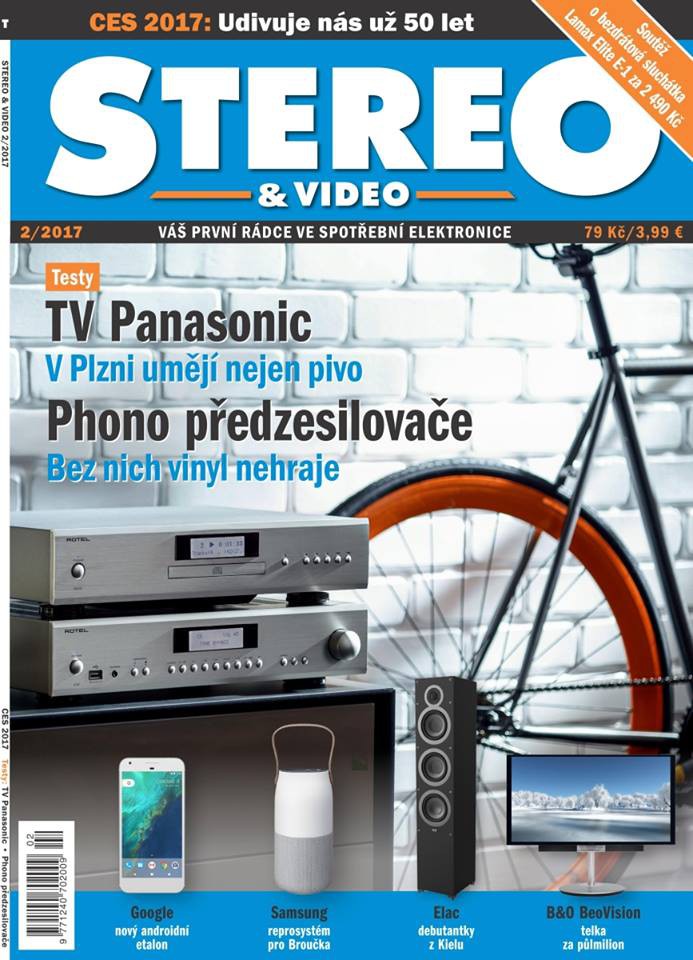 T
CES 2017: Udivuje nás už 50 let
Soutěž
o bezdrátová sluchátka
Lamax Elite E-1 za 2 490 Kč
STEREO
& VIDEO
STEREO & VIDEO 2/2017
2/2017 VÁŠ PRVNÍ RÁDCE VE SPOTŘEBNÍ ELEKTRONICE 79 Kč/3,99 €
Testy
TV Panasonic
V Plzni umějí nejen pivo
Phono předzesilovače
Bez nich vinyl nehraje
ROTEL
ROTEL
CES 2017 Testy: TV Panasonic • Phono předzesilovače
02
9 771240 702009
Google
nový androidní
etalon
Samsung
reprosystém
pro Broučka
Elac
debutantky
z Kielu
B&O BeoVision
telka
za půlmilion